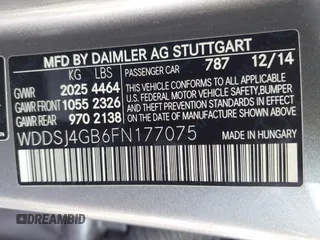 MFD BY DAIMLER AG STUTTGART
KG LBS PASSENGER CAR 787 12/14
GVWR 2025 4464
GAWR FRONT 1055 2326
GAWR REAR 970 2138
THIS VEHICLE CONFORMS TO ALL
APPLICABLE U.S. FEDERAL
MOTOR VEHICLE SAFETY, BUMPER
AND THEFT PREVENTION
STANDARDS IN EFFECT ON THE
DATE OF MANUFACTURE SHOWN
ABOVE
WDDSJ4GB6FN177075
MADE IN HUNGARY
DREAMBID